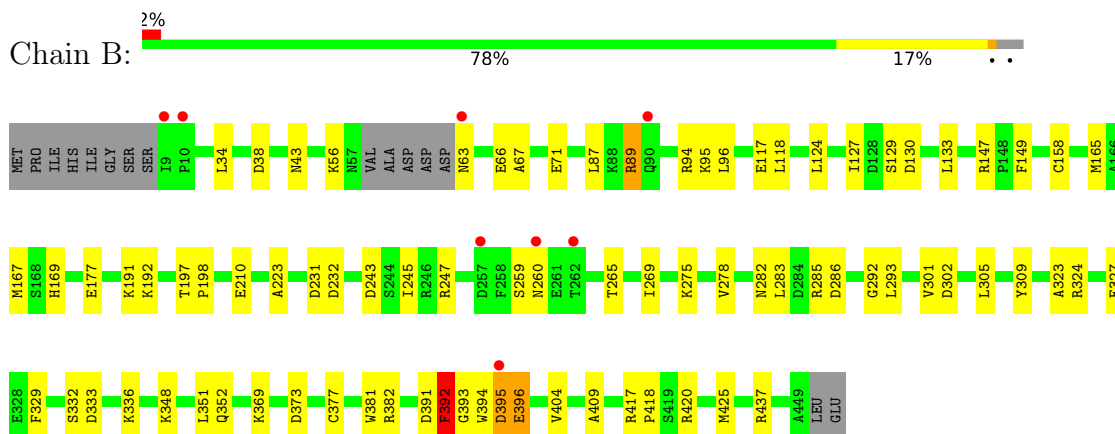 2%
Chain B:
78% 17% • •
MET PRO ILE HIS ILE GLY SER SER I9 P10 L34 D38 N43 K56 N57 VAL ALA ASP ASP ASP N63 E66 A67 E71 L87 K88 R89 Q90 R94 K95 L96 E117 L118 L124 I127 D128 S129 D130 L133 R147 P148 F149 C158 M165 A166
M167 S168 H169 E177 K191 K192 T197 P198 E210 A223 D231 D232 D243 S244 I245 R246 R247 D257 F258 S259 N260 E261 T262 T265 I269 K275 V278 N282 L283 D284 R285 D286 G292 L293 V301 D302 L305 Y309 A323 R324 E327
E328 F329 S332 D333 K336 K348 L351 Q352 K369 D373 C377 W381 R382 D391 F392 G393 W394 D395 E396 V404 A409 R417 P418 S419 R420 M425 R437 A449 LEU GLU